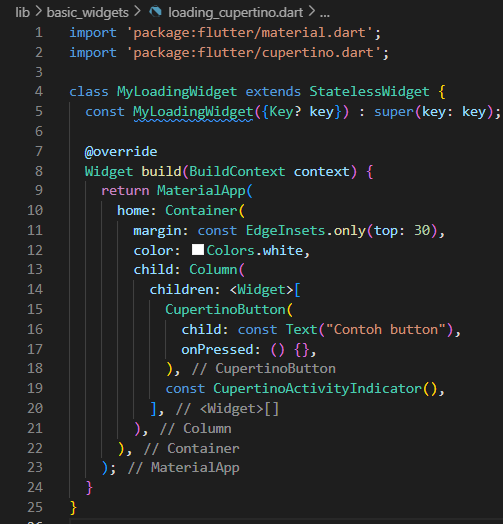 lib > basic_widgets > loading_cupertino.dart > ...
1 import 'package:flutter/material.dart';
2 import 'package:flutter/cupertino.dart';
3
4 class MyLoadingWidget extends StatelessWidget {
5 const MyLoadingWidget({Key? key}) : super(key: key);
6
7 @override
8 Widget build(BuildContext context) {
9 return MaterialApp(
10 home: Container(
11 margin: const EdgeInsets.only(top: 30),
12 color: Colors.white,
13 child: Column(
14 children: <Widget>[
15 CupertinoButton(
16 child: const Text("Contoh button"),
17 onPressed: () {},
18 ), // CupertinoButton
19 const CupertinoActivityIndicator(),
20 ], // <Widget>[]
21 ), // Column
22 ), // Container
23 ); // MaterialApp
24 }
25 }
26